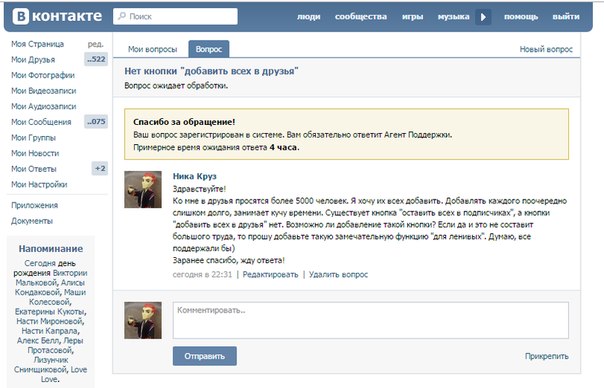 В контакте
Поиск
люди сообщества игры музыка помощь выйти
Моя Страница ред.
Мои Друзья ..522
Мои Фотографии
Мои Видеозаписи
Мои Аудиозаписи
Мои Сообщения ..075
Мои Группы
Мои Новости
Мои Ответы +2
Мои Настройки
Приложения
Документы
Напоминание
Сегодня день
рождения Виктории
Мальковой, Алисы
Кондаковой, Маши
Колесовой,
Екатерины Кукоты,
Насти Мироновой,
Насти Капрала,
Алекс Белл, Леры
Протасовой,
Лизунчик
Снимщиковой, Love
Love.
Мои вопросы Вопрос Новый вопрос
Нет кнопки "добавить всех в друзья"
Вопрос ожидает обработки.
Спасибо за обращение!
Ваш вопрос зарегистрирован в системе. Вам обязательно ответит Агент Поддержки.
Примерное время ожидания ответа 4 часа.
Ника Круз
Здравствуйте!
Ко мне в друзья просятся более 5000 человек. Я хочу их всех добавить. Добавлять каждого поочередно
слишком долго, занимает кучу времени. Существует кнопка "оставить всех в подписчиках", а кнопки
"добавить всех в друзья" нет. Возможно ли добавление такой кнопки? Если да и это не составит
большого труда, то прошу добавьте такую замечательную функцию "для ленивых". Думаю, все
поддержали бы)
Заранее спасибо, жду ответа!
сегодня в 22:31 | Редактировать | Удалить вопрос
Комментировать..
Отправить Прикрепить